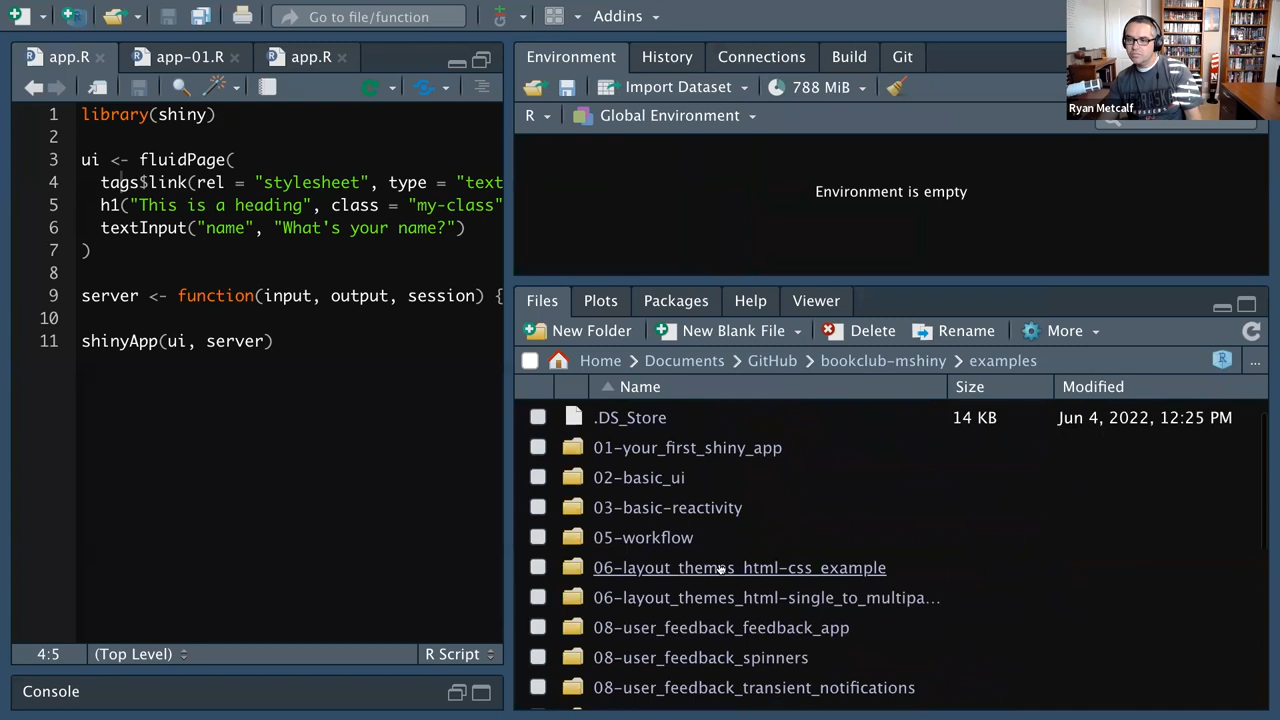 Go to file/function
Addins
app.R
app-01.R
app.R
1 library(shiny)
2
3 ui <- fluidPage(
4 tags$link(rel = "stylesheet", type = "text
5 h1("This is a heading", class = "my-class"
6 textInput("name", "What's your name?")
7 )
8
9 server <- function(input, output, session) {
10
11 shinyApp(ui, server)
4:5 (Top Level) R Script
Console
Environment History Connections Build Git
Import Dataset 788 MiB
R Global Environment
Environment is empty
Files Plots Packages Help Viewer
New Folder New Blank File Delete Rename More
Home Documents GitHub bookclub-mshiny examples ...
Name Size Modified
.DS_Store 14 KB Jun 4, 2022, 12:25 PM
01-your_first_shiny_app
02-basic_ui
03-basic-reactivity
05-workflow
06-layout_themes_html-css_example
06-layout_themes_html-single_to_multipa...
08-user_feedback_feedback_app
08-user_feedback_spinners
08-user_feedback_transient_notifications
Ryan Metcalf